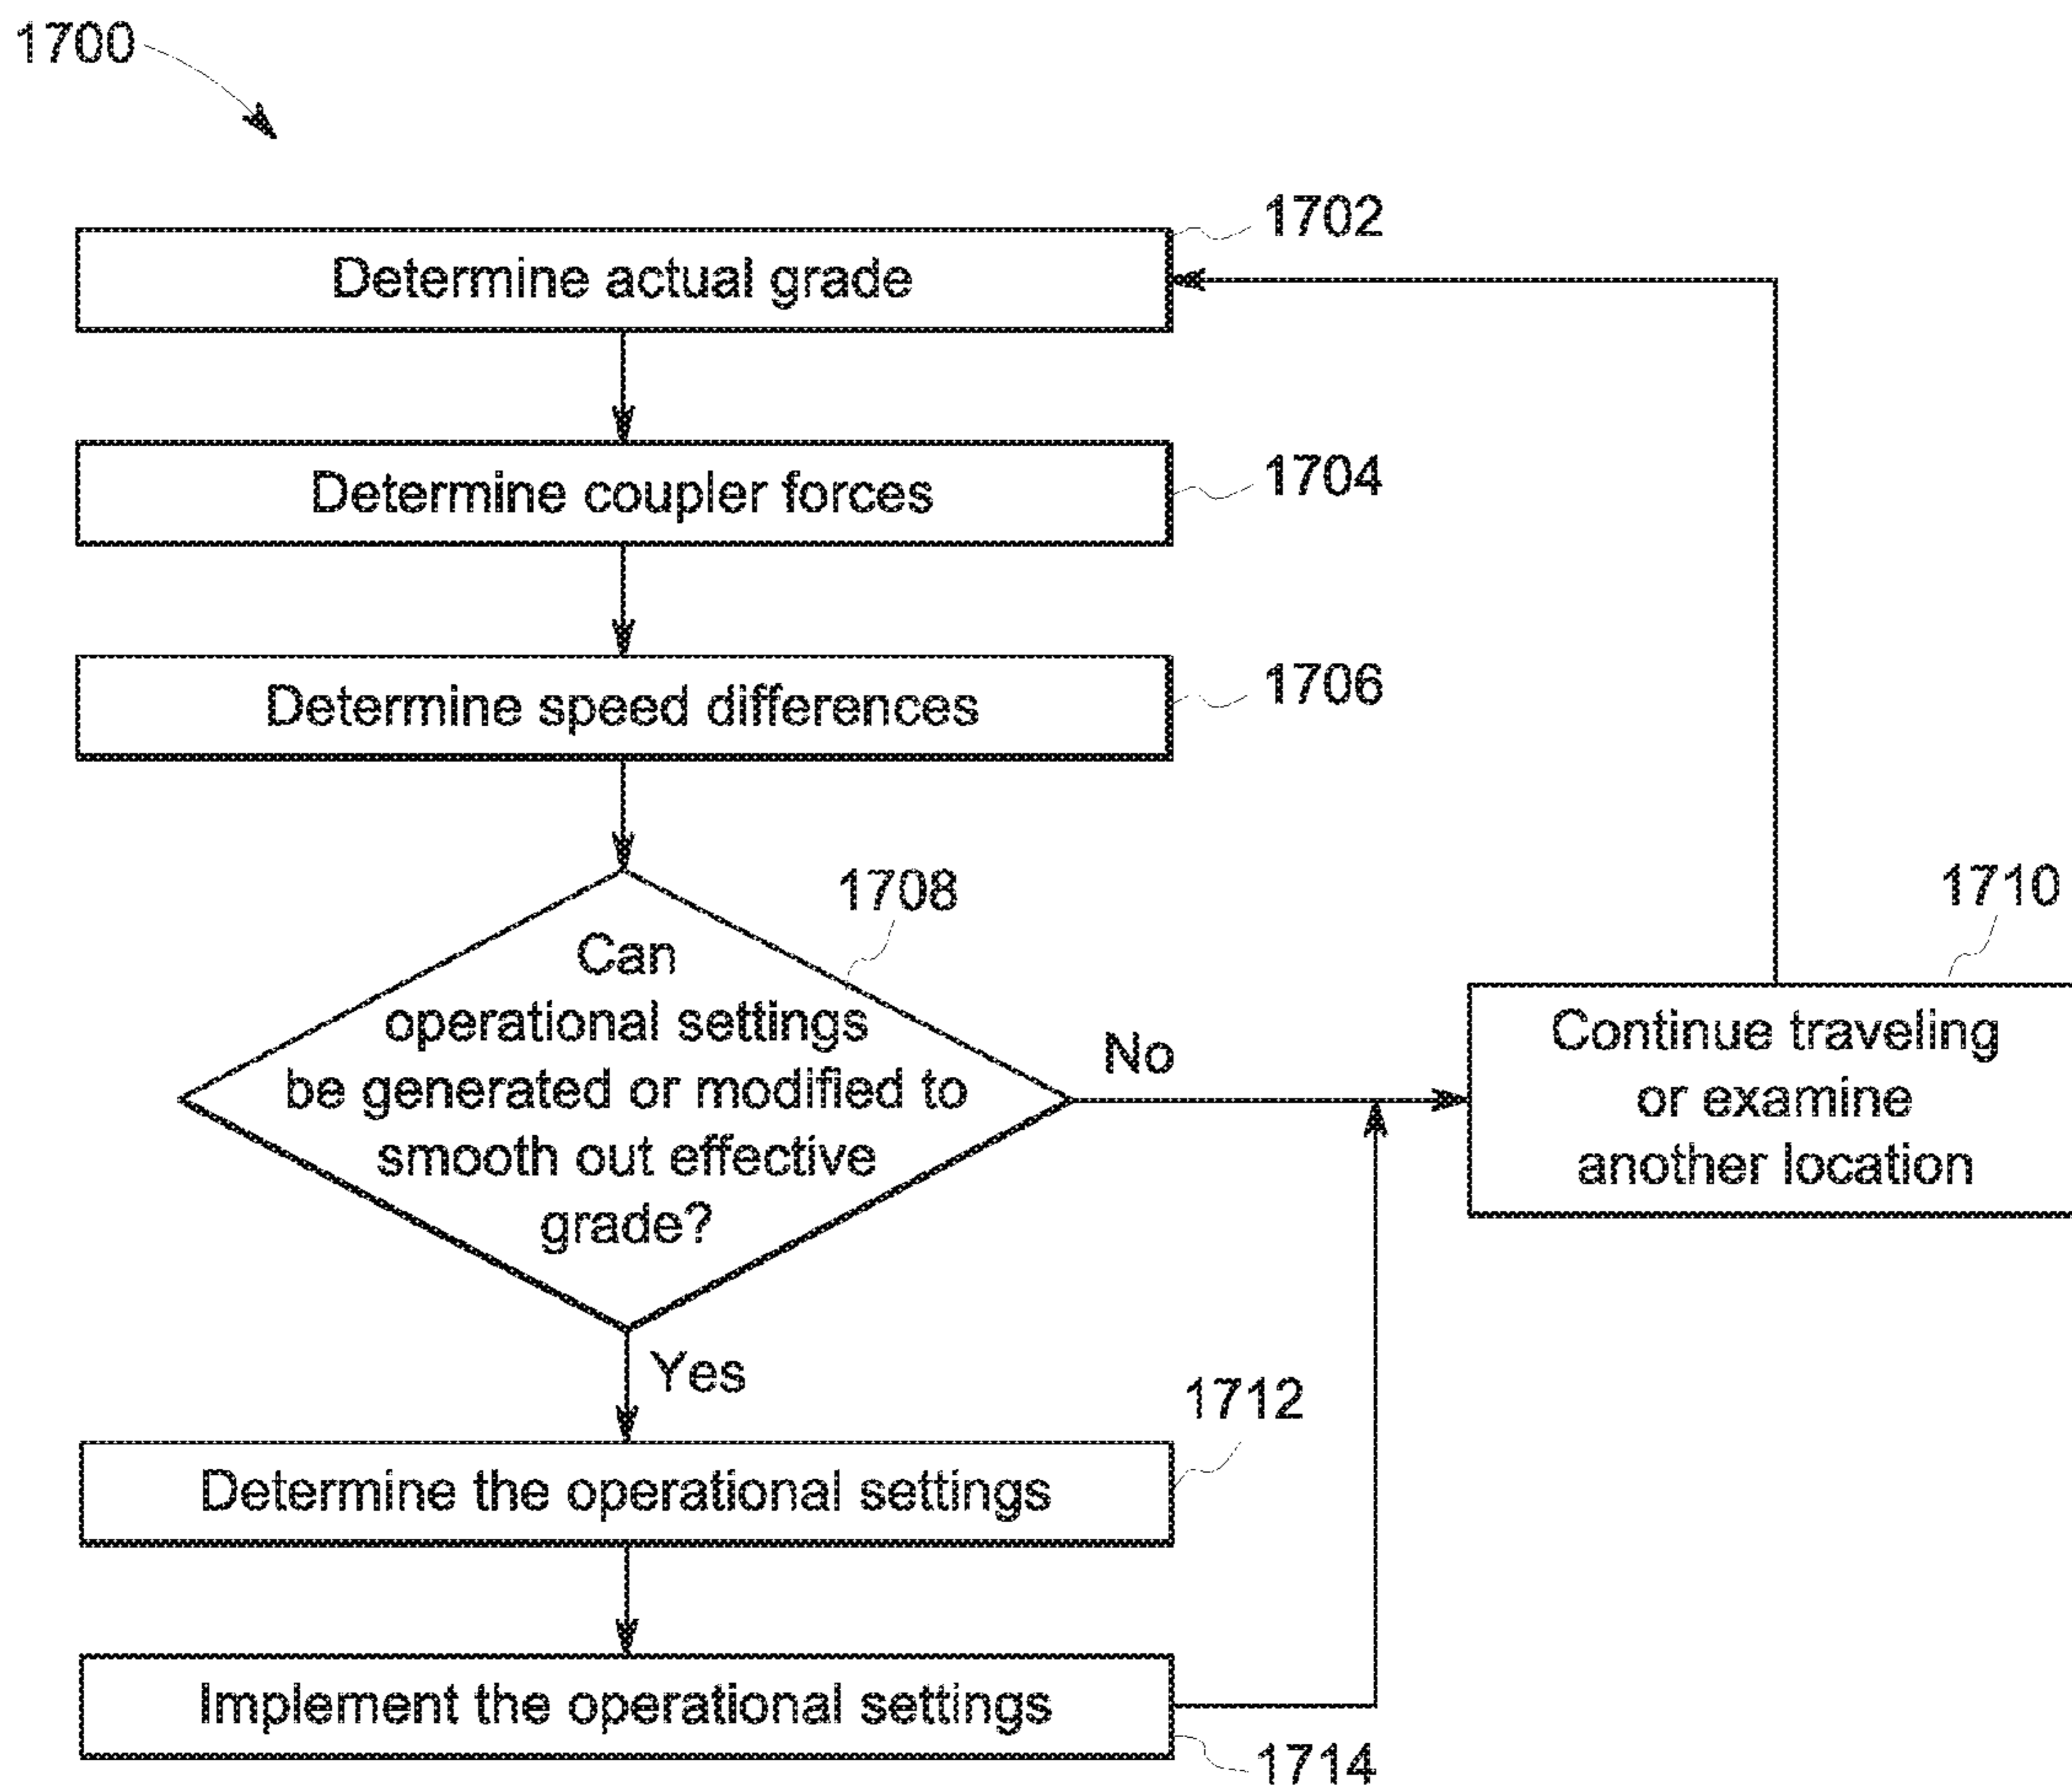 1700
1702
Determine actual grade
1704
Determine coupler forces
1706
Determine speed differences
1708
Can
operational settings
be generated or modified to
smooth out effective
grade?
No
1710
Continue traveling
or examine
another location
Yes
1712
Determine the operational settings
Implement the operational settings
1714